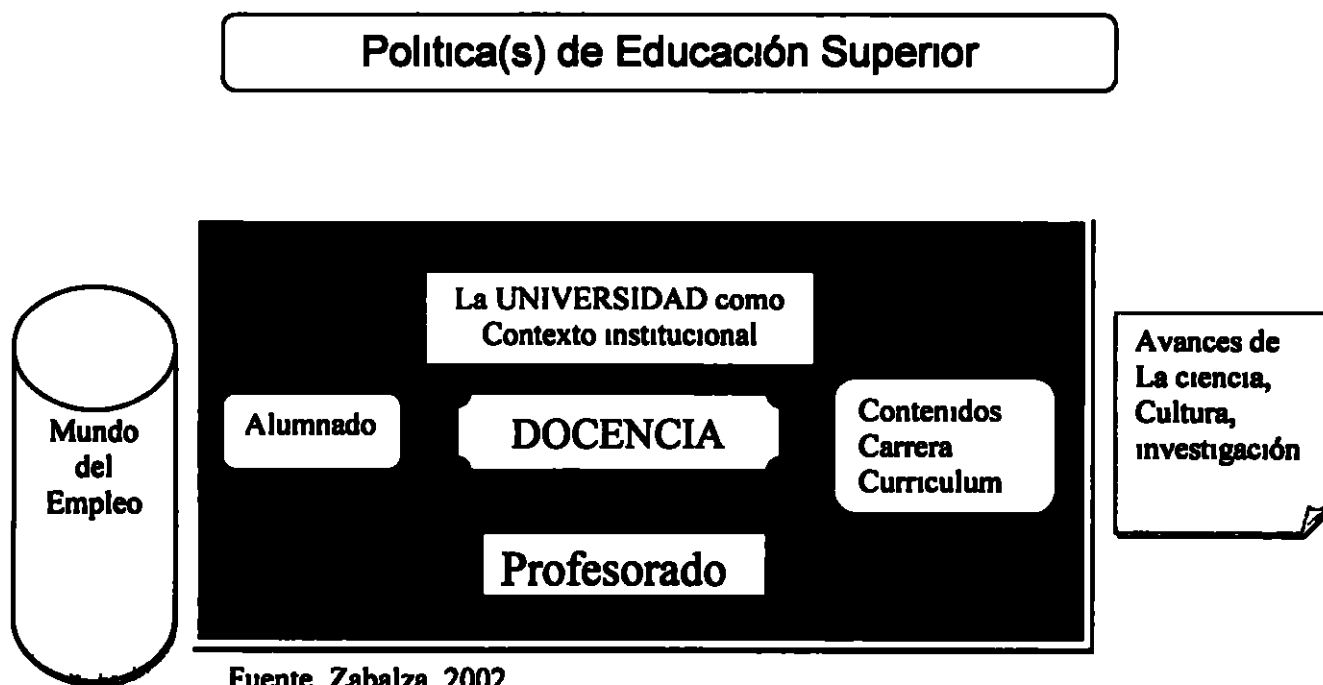 Política(s) de Educación Superior
La UNIVERSIDAD como
Contexto institucional
Mundo
del
Empleo
Alumnado
DOCENCIA
Contenidos
Carrera
Curriculum
Avances de
La ciencia,
Cultura,
investigación
Profesorado
Fuente Zabalza 2002